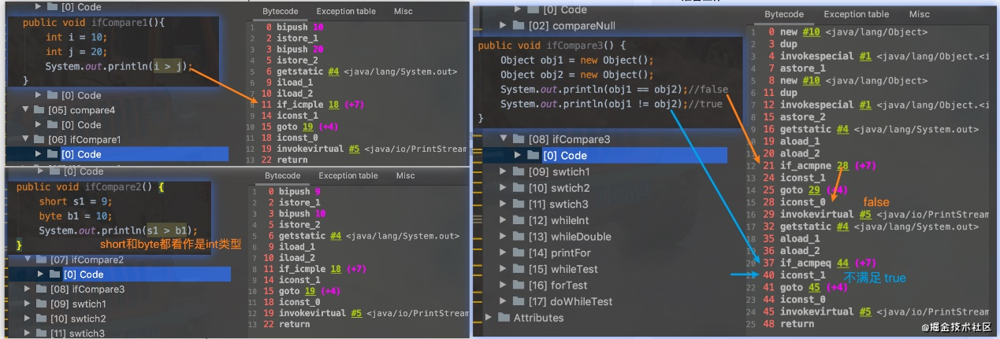 [0] Code
public void ifCompare1(){
int i = 10;
int j = 20;
System.out.println(i > j);
}
[0] Code
[05] compare4
[0] Code
[06] ifCompare1
[0] Code
Bytecode Exception table Misc
1 0 bipush 10
2 2 istore_1
3 3 bipush 20
4 5 istore_2
5 6 getstatic #4 <java/lang/System.out>
6 9 iload_1
7 10 iload_2
8 11 if_icmple 18 (+7)
9 14 iconst_1
10 15 goto 19 (+4)
11 18 iconst_0
12 19 invokevirtual #5 <java/io/PrintStream
13 22 return
[0] Code
public void ifCompare2() {
short s1 = 9;
byte b1 = 10;
System.out.println(s1 > b1);
short和byte都看作是int类型
}
[07] ifCompare2
[0] Code
[08] ifCompare3
[09] swtich1
[10] swtich2
[11] swtich3
Bytecode Exception table Misc
1 0 bipush 9
2 2 istore_1
3 3 bipush 10
4 5 istore_2
5 6 getstatic #4 <java/lang/System.out>
6 9 iload_1
7 10 iload_2
8 11 if_icmple 18 (+7)
9 14 iconst_1
10 15 goto 19 (+4)
11 18 iconst_0
12 19 invokevirtual #5 <java/io/PrintStream
13 22 return
[0] Code
[02] compareNull
public void ifCompare3() {
Object obj1 = new Object();
Object obj2 = new Object();
System.out.println(obj1 == obj2);//false
System.out.println(obj1 != obj2);//true
}
[08] ifCompare3
[0] Code
[09] swtich1
[10] swtich2
[11] swtich3
[12] whileInt
[13] whileDouble
[14] printFor
[15] whileTest
[16] forTest
[17] doWhileTest
Attributes
Bytecode Exception table Misc
1 0 new #10 <java/lang/Object>
2 3 dup
3 4 invokespecial #1 <java/lang/Object.<i
4 7 astore_1
5 8 new #10 <java/lang/Object>
6 11 dup
7 12 invokespecial #1 <java/lang/Object.<i
8 15 astore_2
9 16 getstatic #4 <java/lang/System.out>
10 19 aload_1
11 20 aload_2
12 21 if_acmpne 28 (+7)
13 24 iconst_1
14 25 goto 29 (+4)
15 28 iconst_0 false
16 29 invokevirtual #5 <java/io/PrintStream
17 32 getstatic #4 <java/lang/System.out>
18 35 aload_1
19 36 aload_2
20 37 if_acmpeq 44 (+7)
21 40 iconst_1 不满足 true
22 41 goto 45 (+4)
23 44 iconst_0
24 45 invokevirtual #5 <java/io/PrintStream
25 48 return
@掘金技术社区